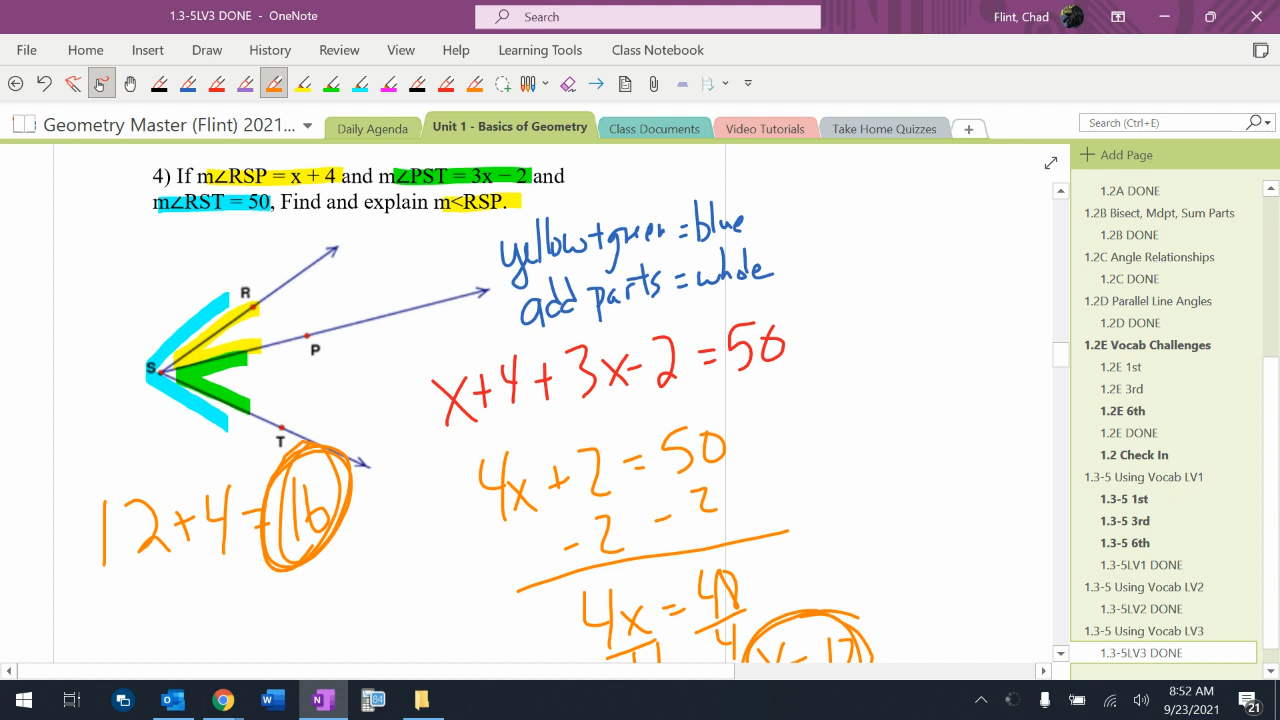 1.3-5LV3 DONE - OneNote
Search
Flint, Chad
File Home Insert Draw History Review View Help Learning Tools Class Notebook
Geometry Master (Flint) 2021...
Daily Agenda
Unit 1 - Basics of Geometry
Class Documents
Video Tutorials
Take Home Quizzes
Search (Ctrl+E)
4) If m∠RSP = x + 4 and m∠PST = 3x − 2 and
m∠RST = 50, Find and explain m<RSP.
yellow+green = blue
add parts = whole
R
P
S
T
x+4+3x-2=50
4x+2=50
-2 -2
4x=48
4
12+4=16
Add Page
1.2A DONE
1.2B Bisect, Mdpt, Sum Parts
1.2B DONE
1.2C Angle Relationships
1.2C DONE
1.2D Parallel Line Angles
1.2D DONE
1.2E Vocab Challenges
1.2E 1st
1.2E 3rd
1.2E 6th
1.2E DONE
1.2 Check In
1.3-5 Using Vocab LV1
1.3-5 1st
1.3-5 3rd
1.3-5 6th
1.3-5LV1 DONE
1.3-5 Using Vocab LV2
1.3-5LV2 DONE
1.3-5 Using Vocab LV3
1.3-5LV3 DONE
8:52 AM
9/23/2021
21